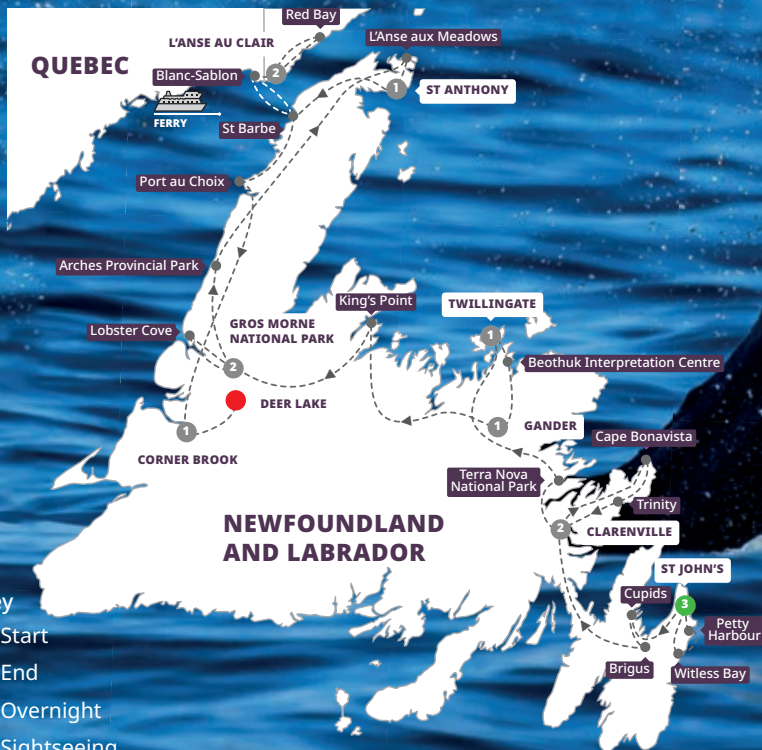 Red Bay
L'ANSE AU CLAIR
L'Anse aux Meadows
QUEBEC
Blanc-Sablon
2
1
ST ANTHONY
FERRY
St Barbe
Port au Choix
Arches Provincial Park
King's Point
TWILLINGATE
Lobster Cove
GROS MORNE
NATIONAL PARK
1
2
Beothuk Interpretation Centre
DEER LAKE
1
CORNER BROOK
1
GANDER
Cape Bonavista
Terra Nova
National Park
Trinity
NEWFOUNDLAND
AND LABRADOR
2
CLARENVILLE
ST JOHN'S
Cupids
3
Petty
Harbour
Brigus
Witless Bay
Start
End
Overnight
Sightseeing